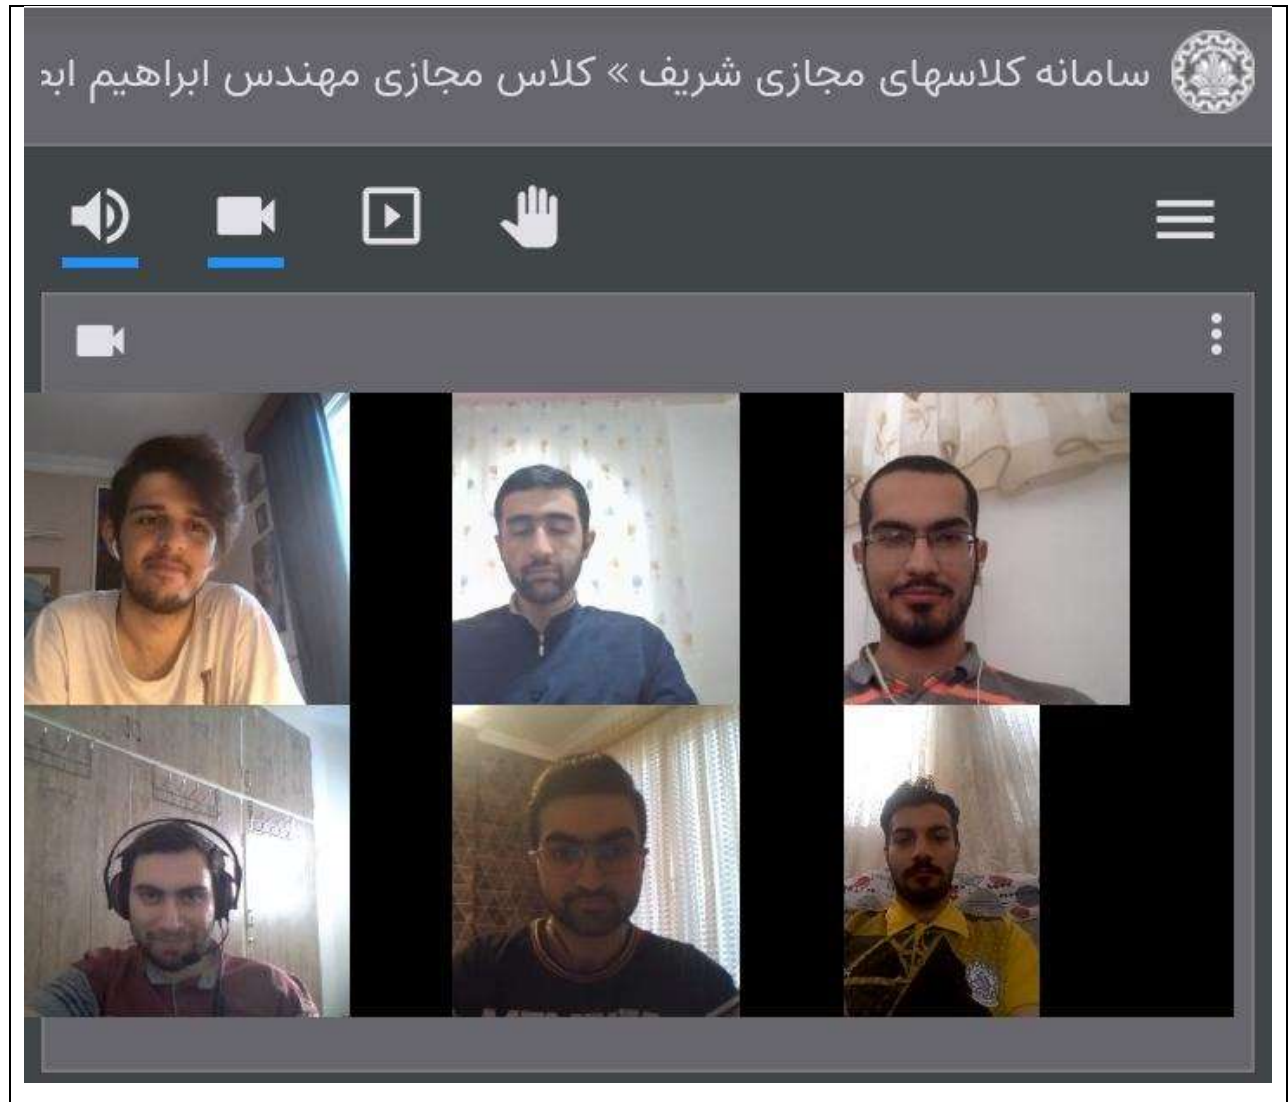 سامانه کلاسهای مجازی شریف » کلاس مجازی مهندس ابراهیم